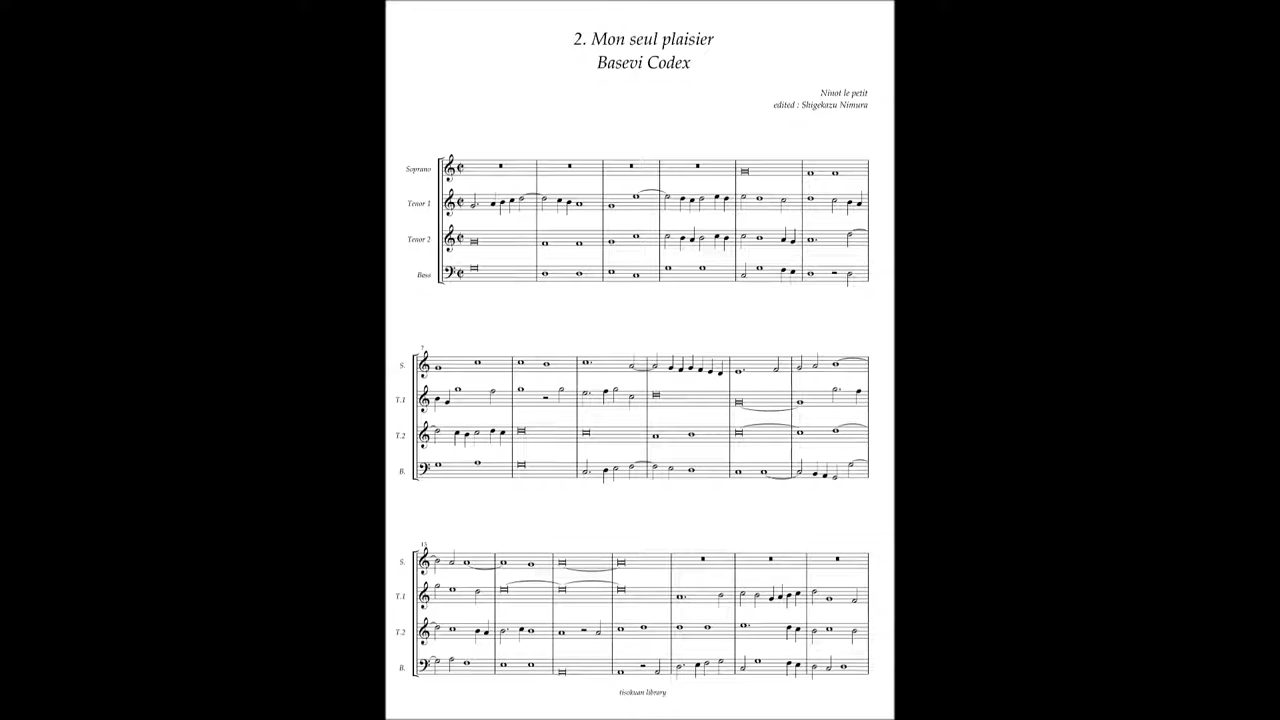 2. Mon seul plaisier
Basevi Codex
Ninot le petit
edited : Shigekazu Nimura
Soprano
Tenor 1
Tenor 2
Bass
7
S.
T.1
T.2
B.
13
S.
T.1
T.2
B.
tisokuan library